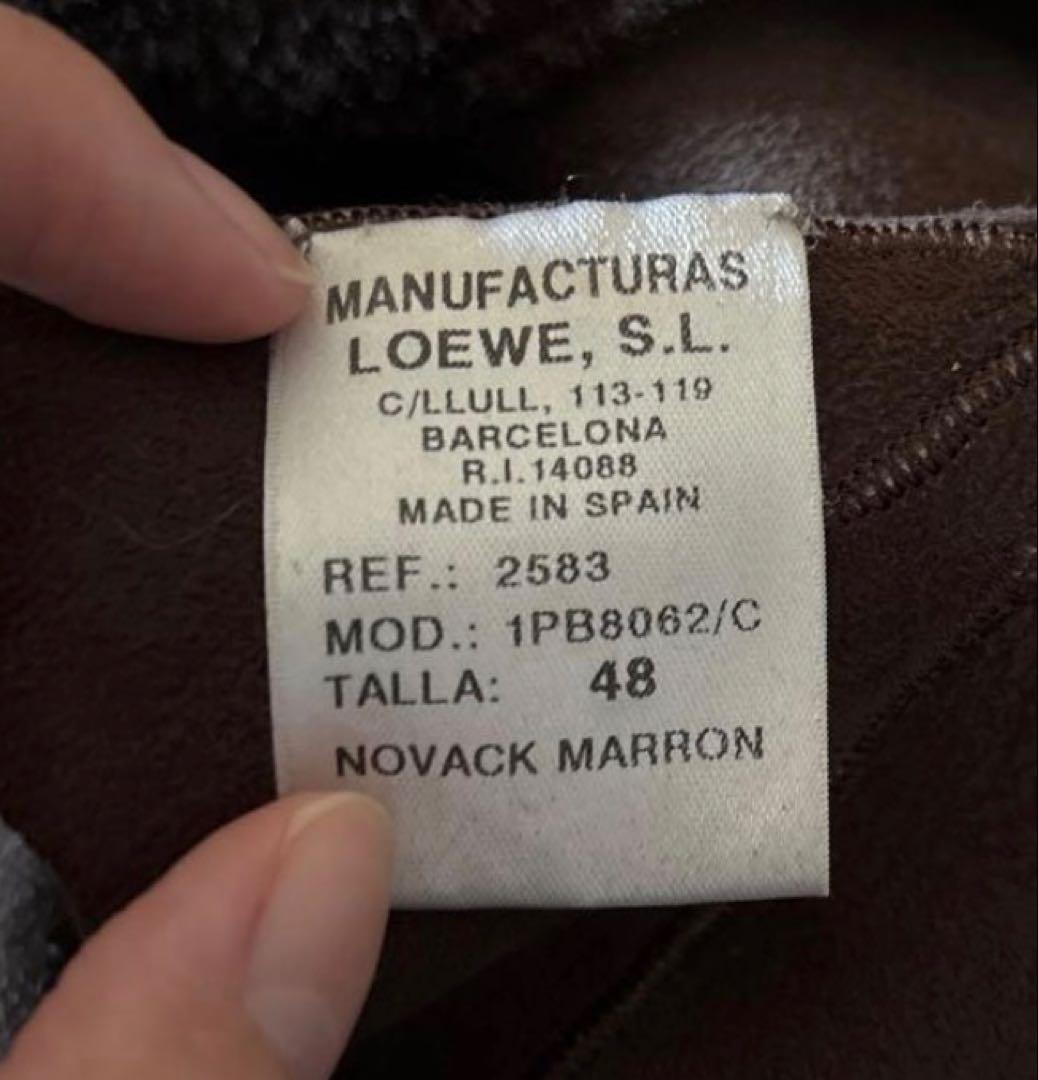 MANUFACTURAS
LOEWE, S.L.
C/LLULL, 113-119
BARCELONA
R.I.14088
MADE IN SPAIN
REF.: 2583
MOD.: 1PB8062/C
TALLA: 48
NOVACK MARRON